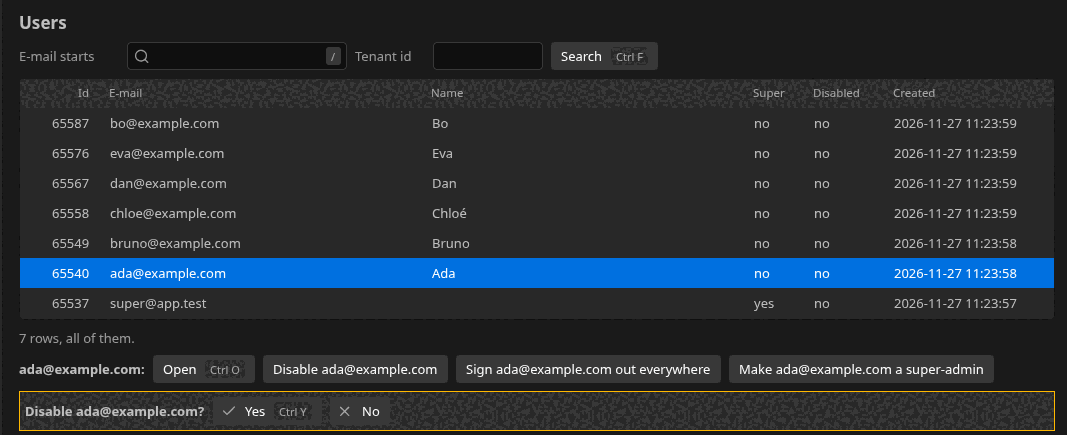 Users
E-mail starts / Tenant id Search Ctrl F
Id E-mail Name Super Disabled Created
65587 bo@example.com Bo no no 2026-11-27 11:23:59
65576 eva@example.com Eva no no 2026-11-27 11:23:59
65567 dan@example.com Dan no no 2026-11-27 11:23:59
65558 chloe@example.com Chloé no no 2026-11-27 11:23:59
65549 bruno@example.com Bruno no no 2026-11-27 11:23:58
65540 ada@example.com Ada no no 2026-11-27 11:23:58
65537 super@app.test yes no 2026-11-27 11:23:57
7 rows, all of them.
ada@example.com: Open Ctrl O Disable ada@example.com Sign ada@example.com out everywhere Make ada@example.com a super-admin
Disable ada@example.com? Yes Ctrl Y No